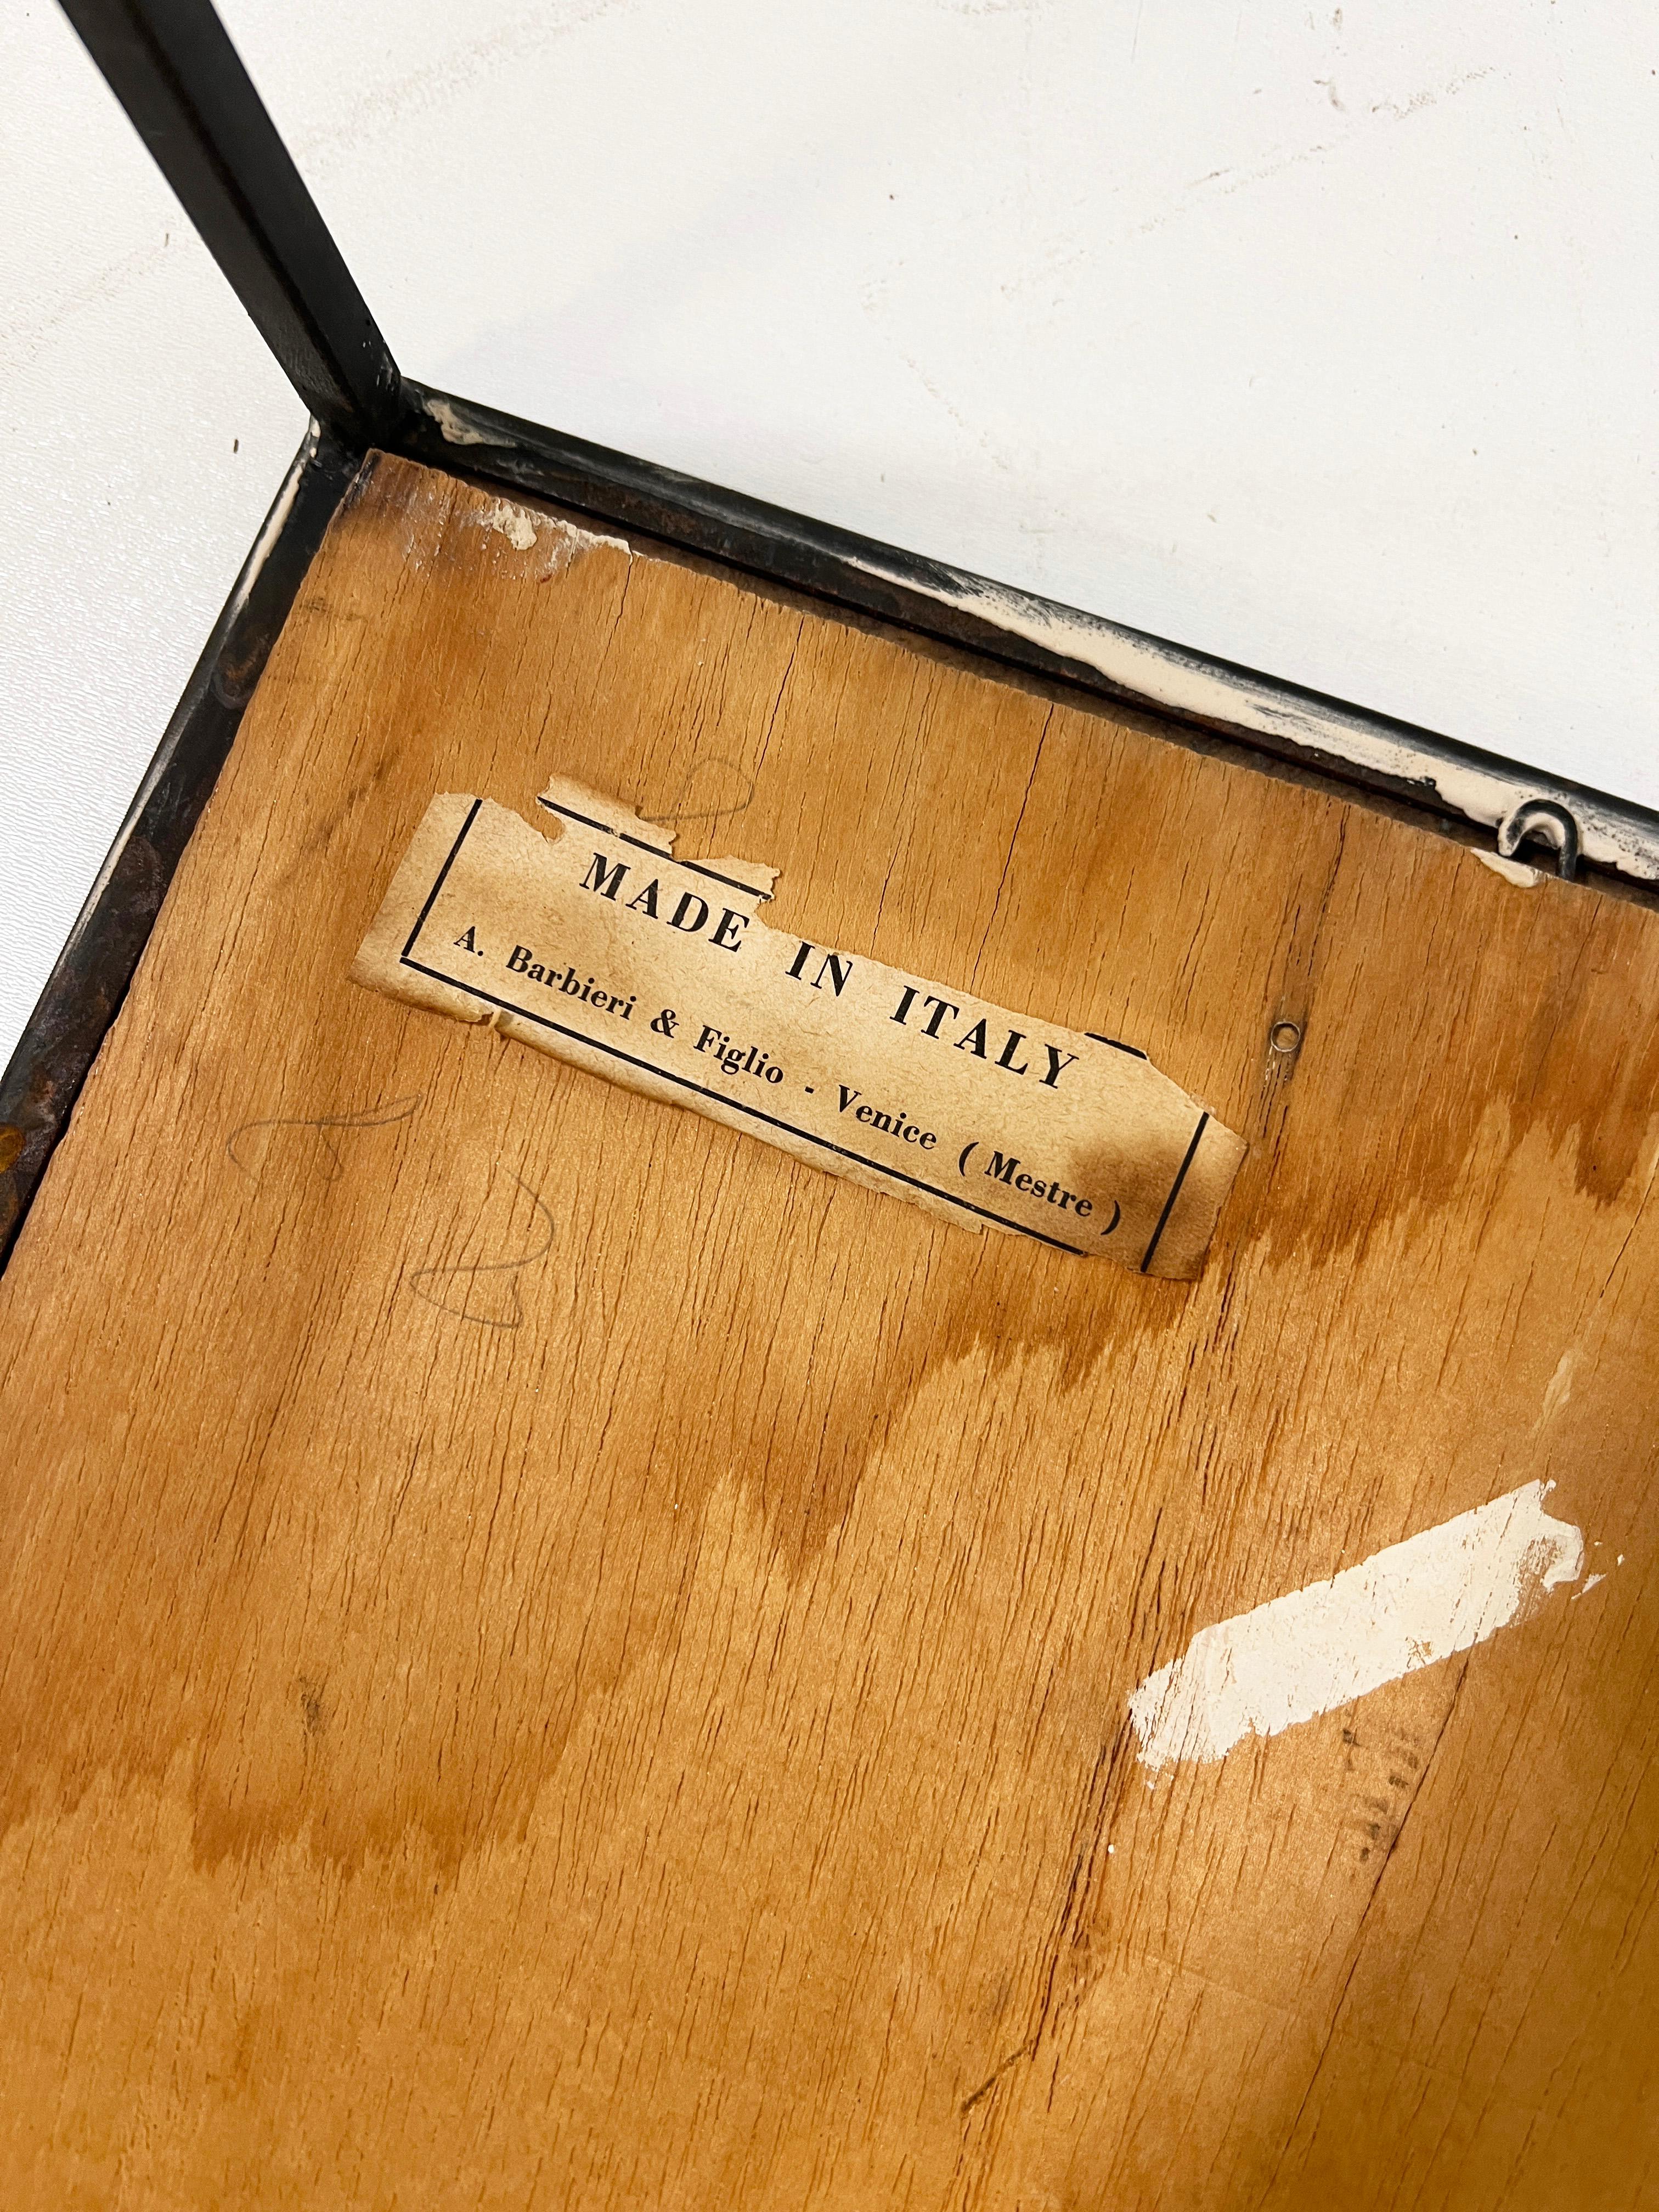 MADE IN ITALY
A. Barbieri & Figlio - Venice ( Mestre )